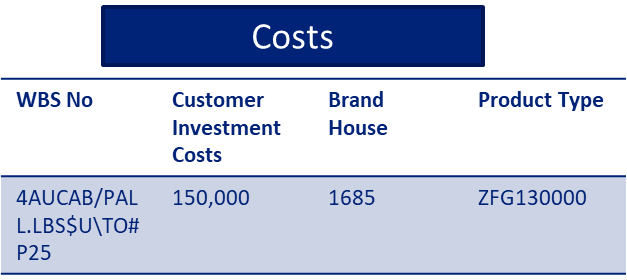 Costs
WBS No Customer Investment Costs Brand House Product Type
4AUCAB/PAL
L.LBS$U\TO#
P25 150,000 1685 ZFG130000